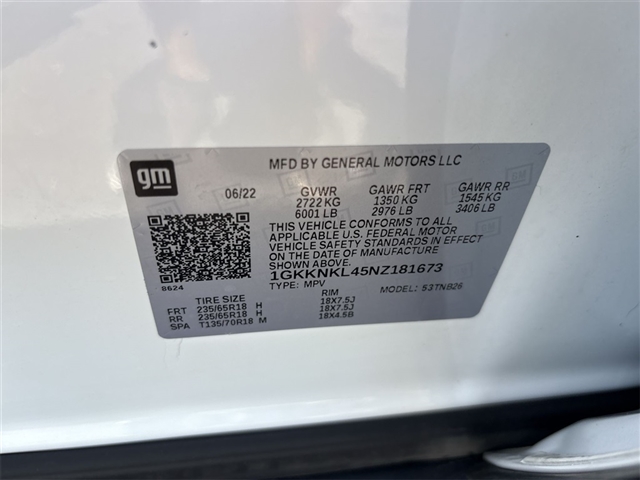 gm
MFD BY GENERAL MOTORS LLC
06/22 GVWR GAWR FRT GAWR RR
2722 KG 1350 KG 1545 KG
6001 LB 2976 LB 3406 LB
THIS VEHICLE CONFORMS TO ALL
APPLICABLE U.S. FEDERAL MOTOR
VEHICLE SAFETY STANDARDS IN EFFECT
ON THE DATE OF MANUFACTURE
1GKKNKL45NZ181673
8624
TYPE: MPV MODEL: 53TNB26
TIRE SIZE RIM
FRT 235/65R18 H 18X7.5J
RR 235/65R18 H 18X7.5J
SPA T135/70R18 M 18X4.5B